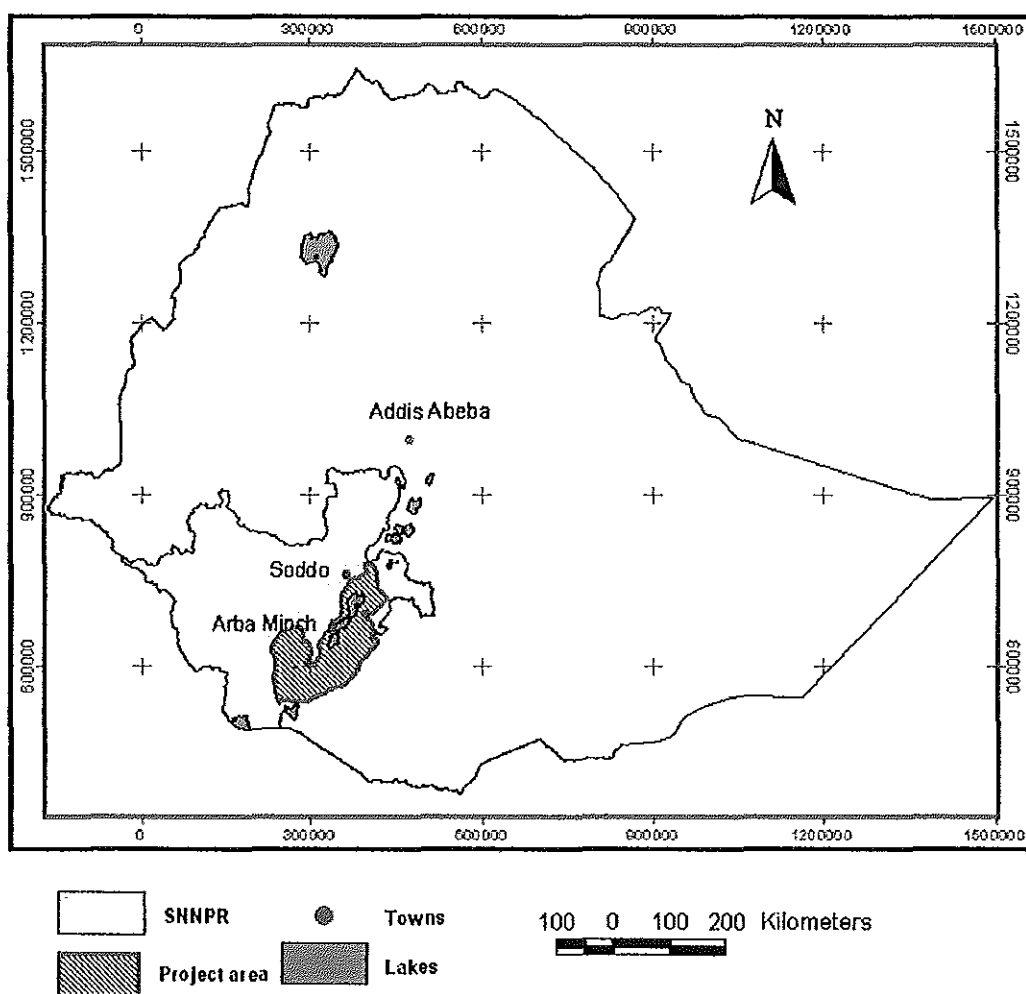 0 300000 600000 900000 1200000 1500000
1500000 1500000
N
1200000 1200000
Addis Abeba
900000 900000
Soddo
Arba Minch
600000 600000
0 300000 600000 900000 1200000 1500000
SNNPR Towns 100 0 100 200 Kilometers
Project area Lakes